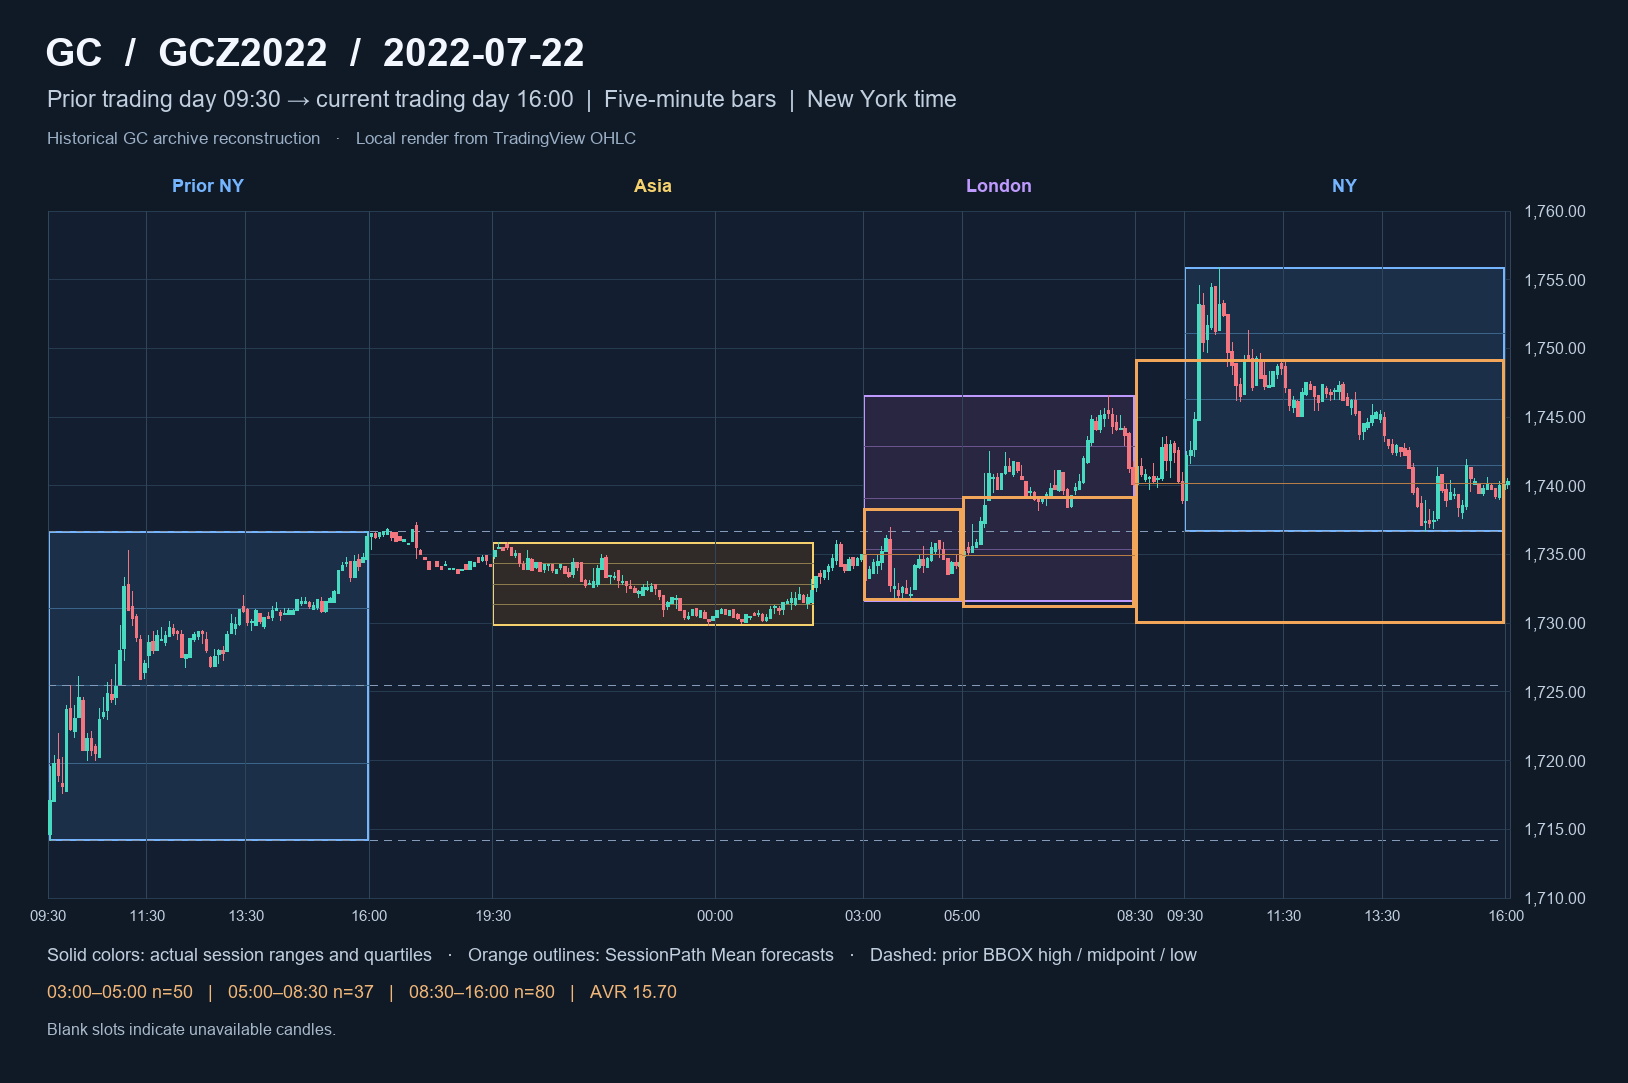 GC / GCZ2022 / 2022-07-22
Prior trading day 09:30 → current trading day 16:00 | Five-minute bars | New York time
Historical GC archive reconstruction · Local render from TradingView OHLC
Prior NY Asia London NY
1,760.00
1,755.00
1,750.00
1,745.00
1,740.00
1,735.00
1,730.00
1,725.00
1,720.00
1,715.00
1,710.00
09:30 11:30 13:30 16:00 19:30 00:00 03:00 05:00 08:30 09:30 11:30 13:30 16:00
Solid colors: actual session ranges and quartiles · Orange outlines: SessionPath Mean forecasts · Dashed: prior BBOX high / midpoint / low
03:00–05:00 n=50 | 05:00–08:30 n=37 | 08:30–16:00 n=80 | AVR 15.70
Blank slots indicate unavailable candles.